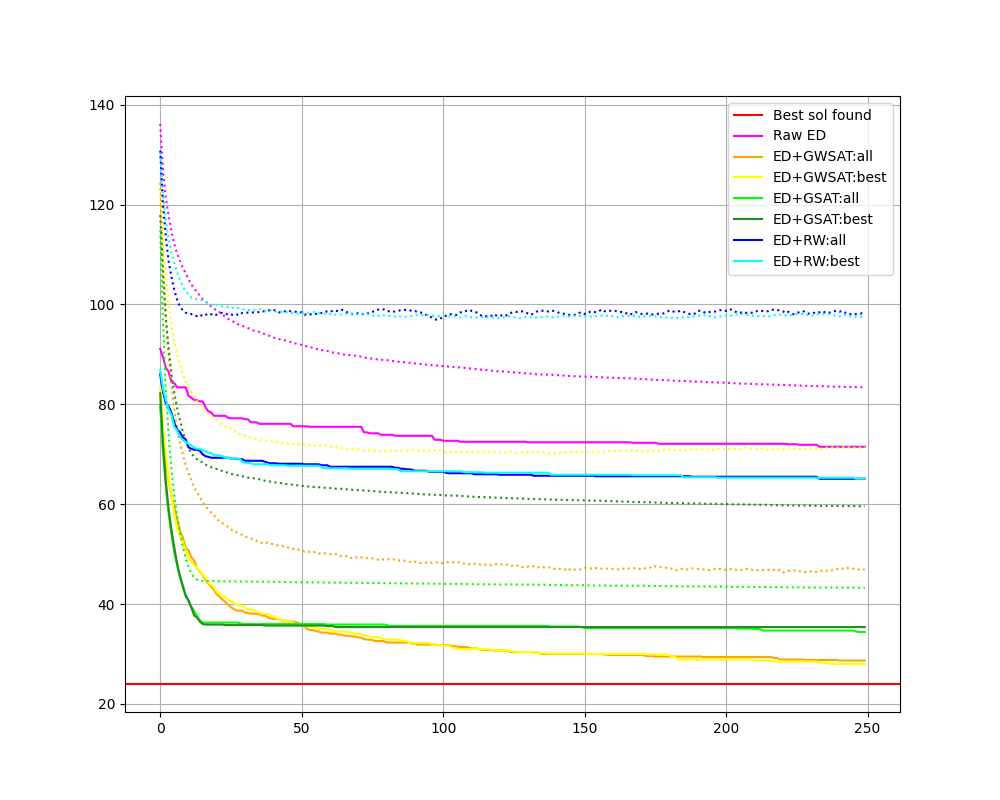 140
120
100
80
60
40
20
0 50 100 150 200 250
Best sol found
Raw ED
ED+GWSAT:all
ED+GWSAT:best
ED+GSAT:all
ED+GSAT:best
ED+RW:all
ED+RW:best